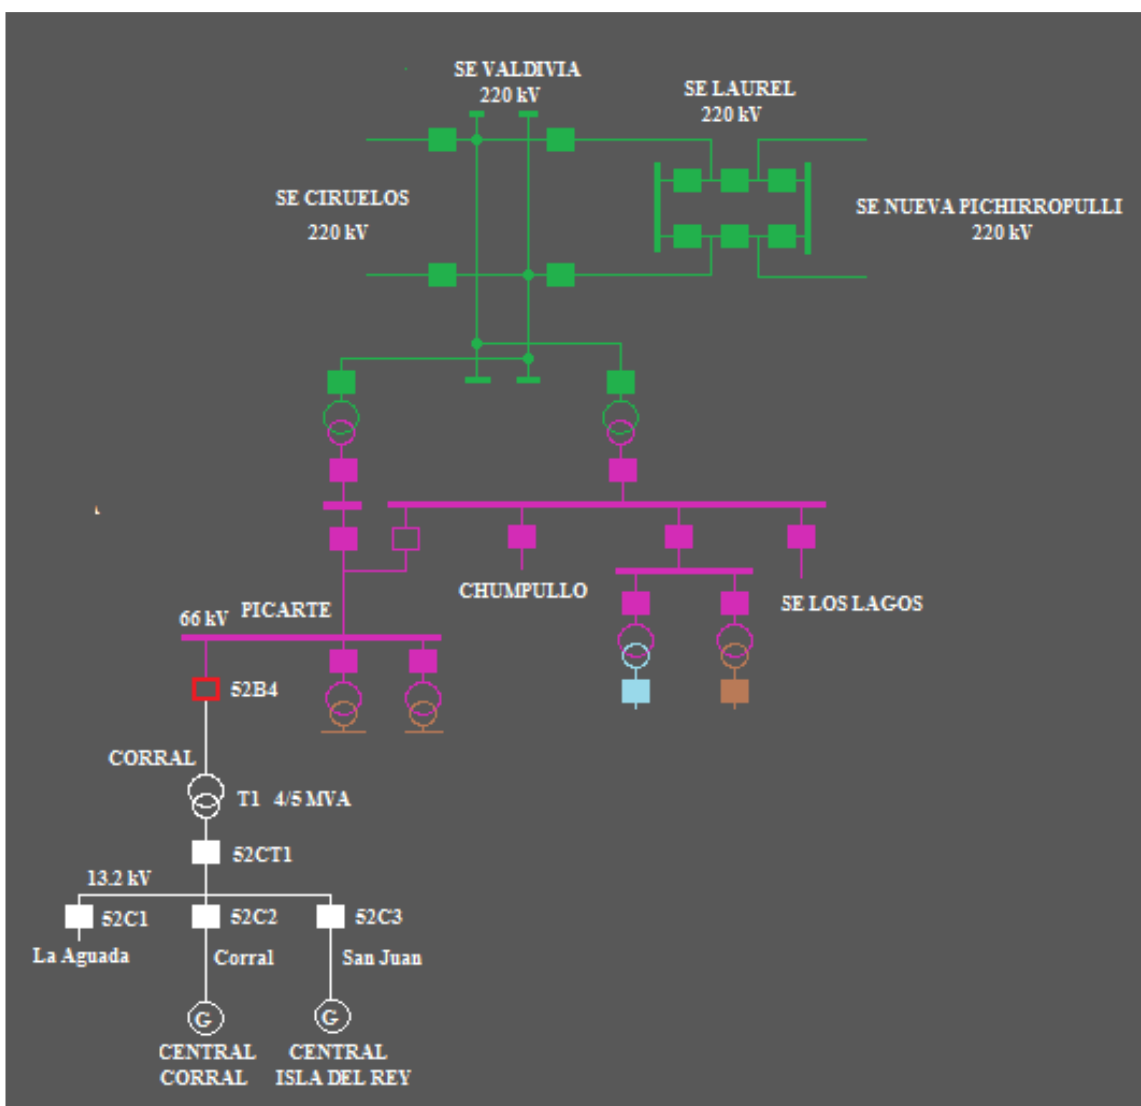 SE VALDIVIA
220 kV
SE LAUREL
220 kV
SE CIRUELOS
220 kV
SE NUEVA PICHIRROPULLI
220 kV
CHUMPULLO
SE LOS LAGOS
66 kV
PICARTE
52B4
CORRAL
T1 4/5 MVA
52CT1
13.2 kV
52C1
52C2
52C3
La Aguada
Corral
San Juan
G
G
CENTRAL
CORRAL
CENTRAL
ISLA DEL REY